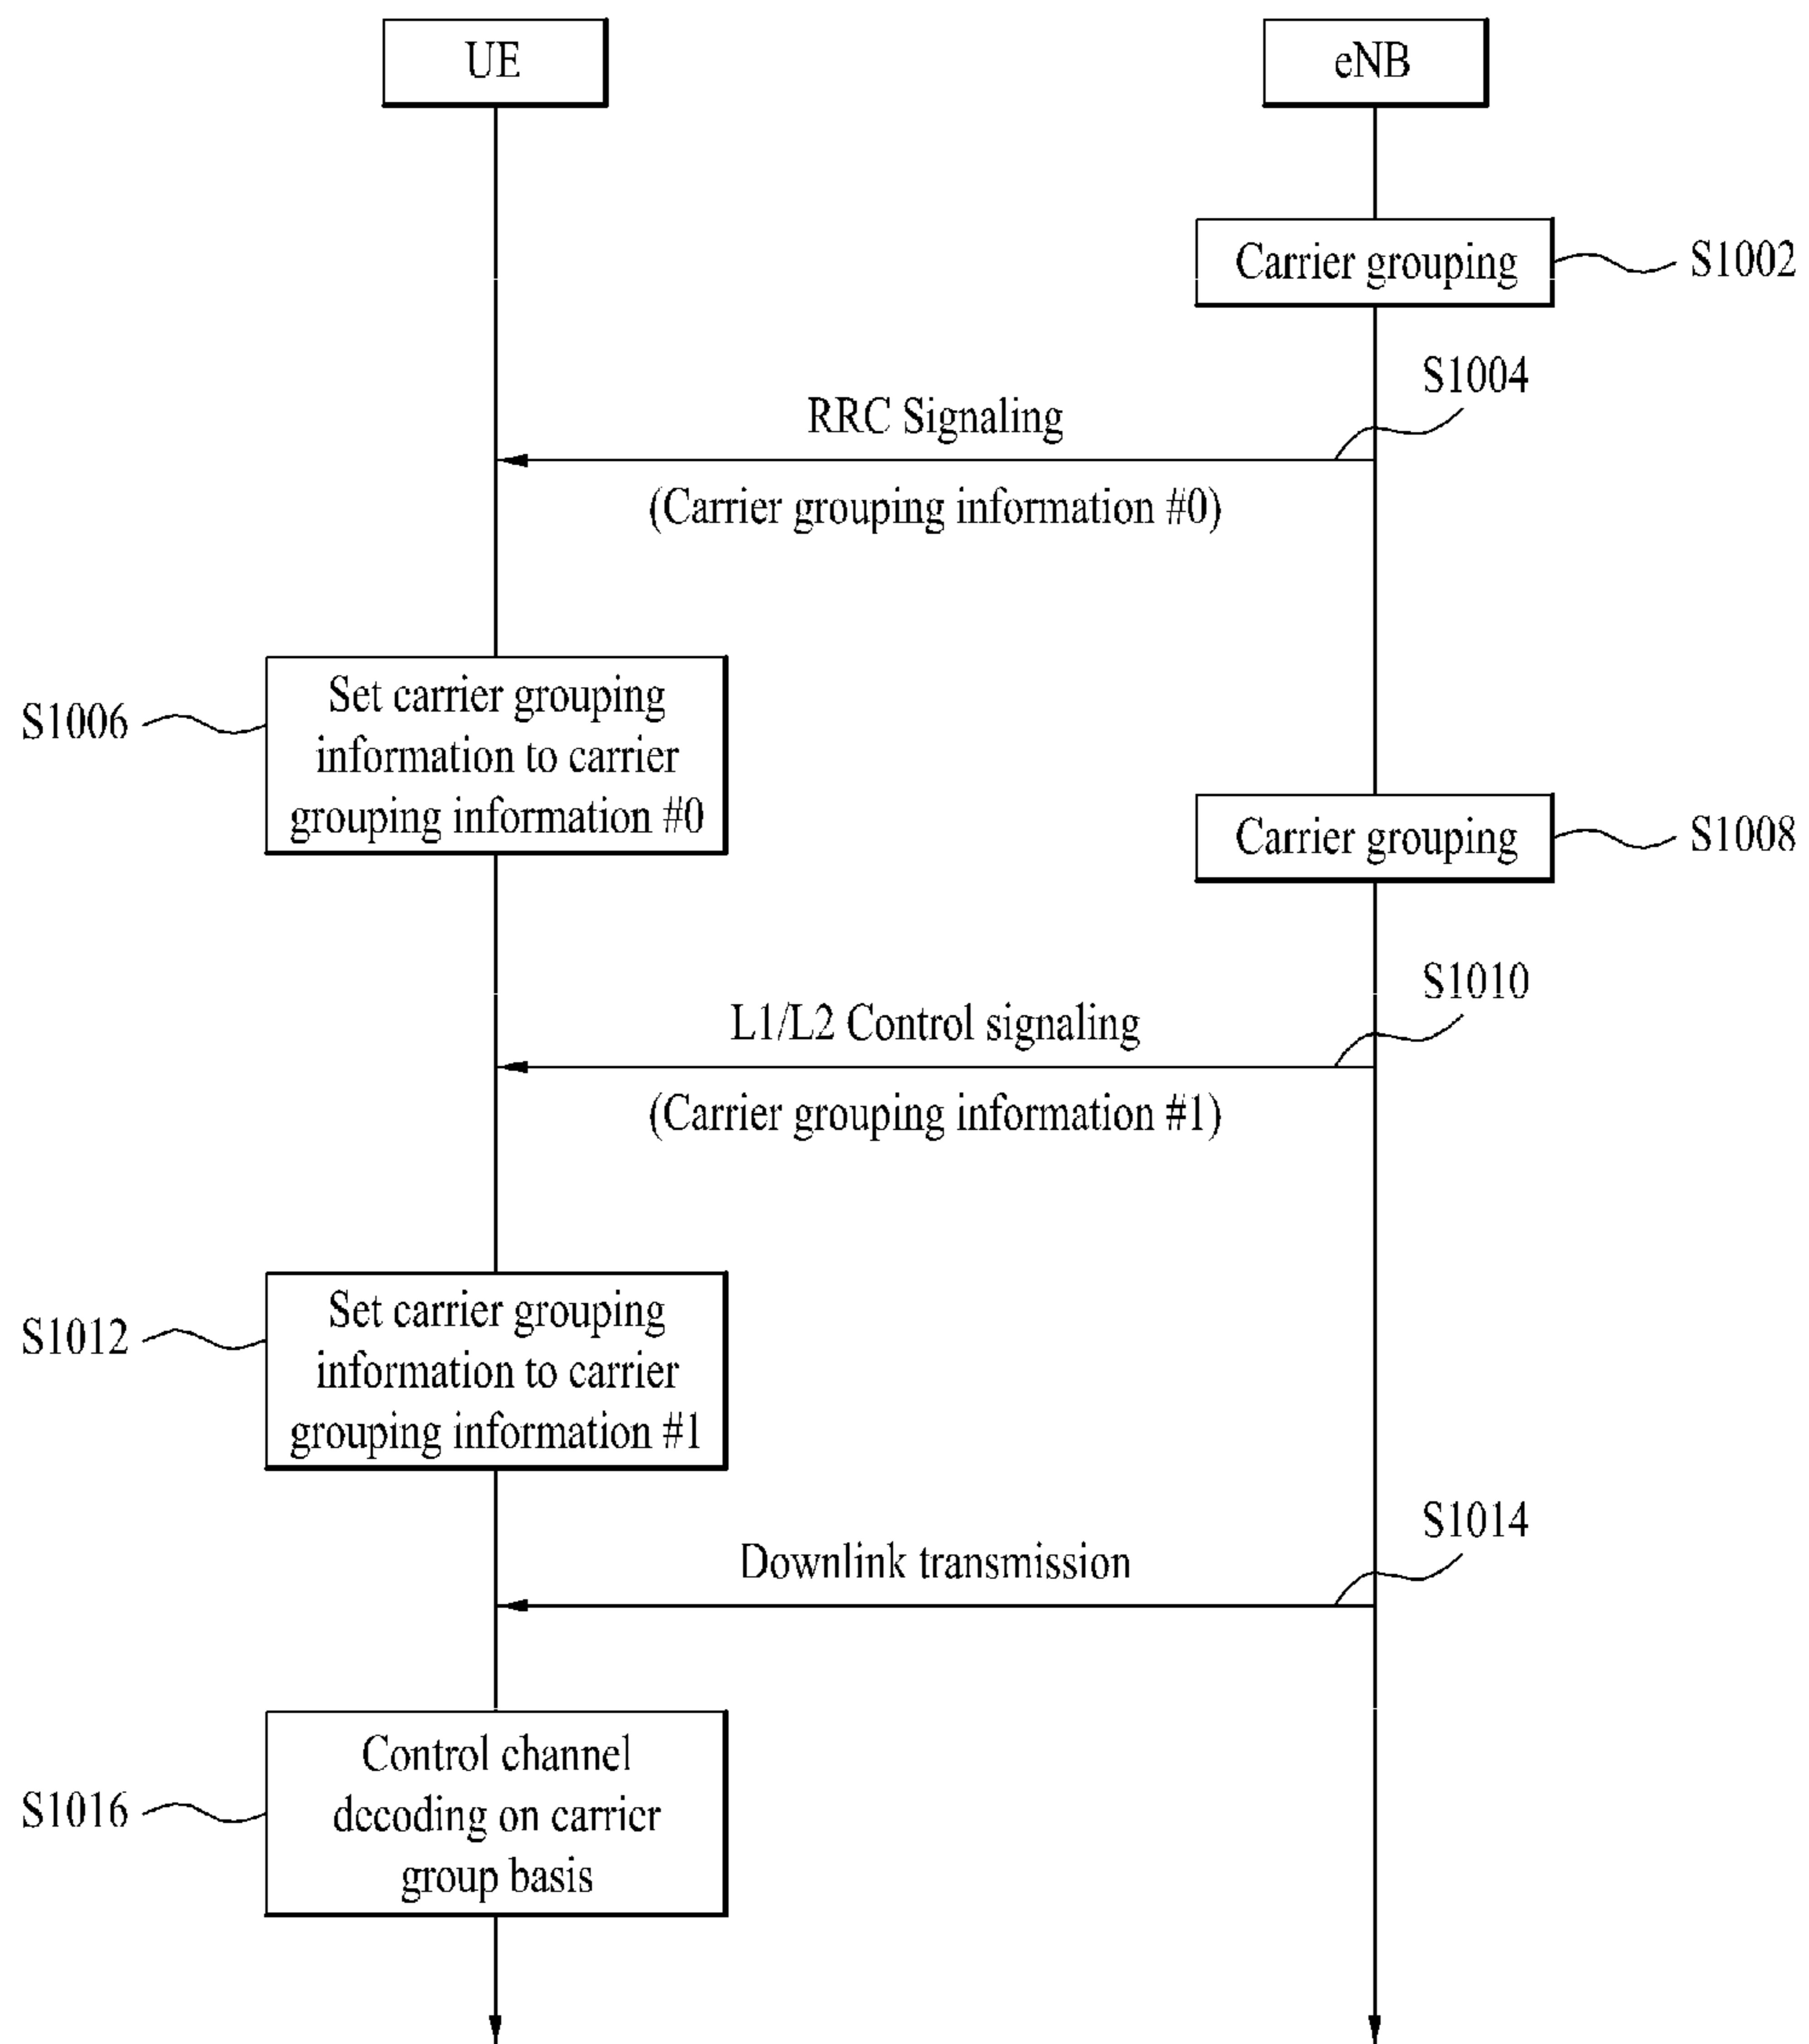 UE
eNB
Carrier grouping
S1002
S1004
RRC Signaling
(Carrier grouping information #0)
S1006
Set carrier grouping
information to carrier
grouping information #0
Carrier grouping
S1008
S1010
L1/L2 Control signaling
(Carrier grouping information #1)
S1012
Set carrier grouping
information to carrier
grouping information #1
S1014
Downlink transmission
S1016
Control channel
decoding on carrier
group basis